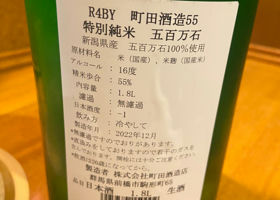 R4BY 町田酒造55
特別純米 五百万石
新潟県産 五百万石100%使用
原材料名 : 米(国産)、米麹(国産米)
アルコール : 16度
精米歩合 : 55%
内容量 : 1.8L
濾過 : 無濾過
日本酒度 : -1
飲み方 : 冷やして
製造年月 : 2022年12月
製造者 株式会社町田酒造店
群馬県前橋市駒形町65
品目 日本酒 1.8L 生酒